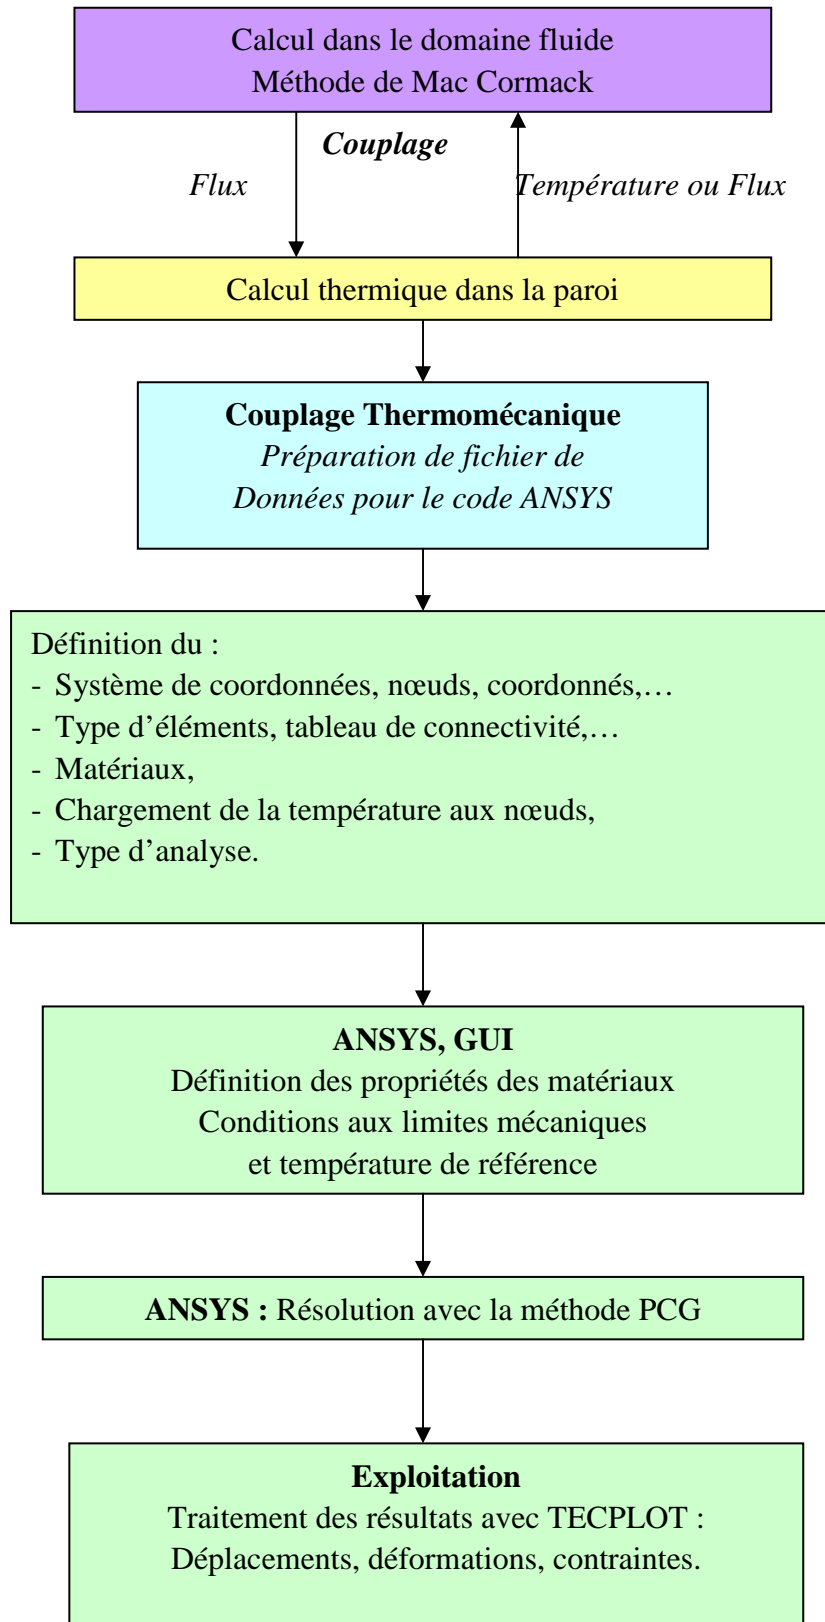 Calcul dans le domaine fluide
Méthode de Mac Cormack
Couplage
Flux
Température ou Flux
Calcul thermique dans la paroi
Couplage Thermomécanique
Préparation de fichier de
Données pour le code ANSYS
Définition du :
- Système de coordonnées, nœuds, coordonnés,…
- Type d’éléments, tableau de connectivité,…
- Matériaux,
- Chargement de la température aux nœuds,
- Type d’analyse.
ANSYS, GUI
Définition des propriétés des matériaux
Conditions aux limites mécaniques
et température de référence
ANSYS : Résolution avec la méthode PCG
Exploitation
Traitement des résultats avec TECPLOT :
Déplacements, déformations, contraintes.